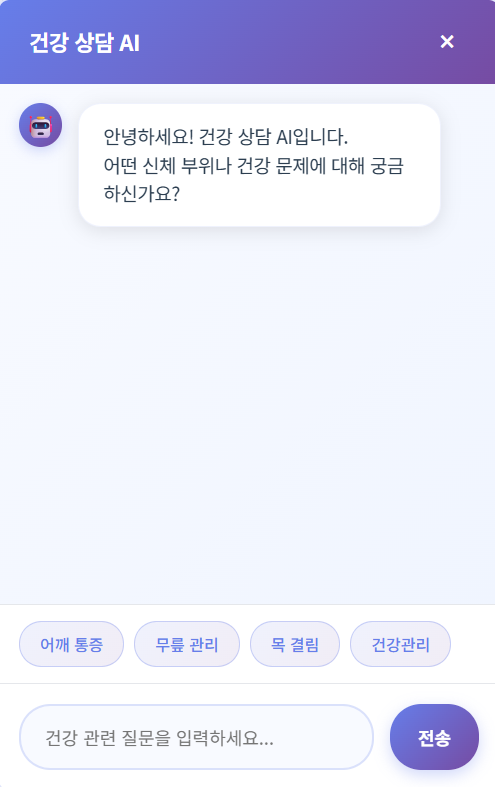 건강 상담 AI ×
안녕하세요! 건강 상담 AI입니다.
어떤 신체 부위나 건강 문제에 대해 궁금
하신가요?
어깨 통증 무릎 관리 목 결림 건강관리
건강 관련 질문을 입력하세요... 전송